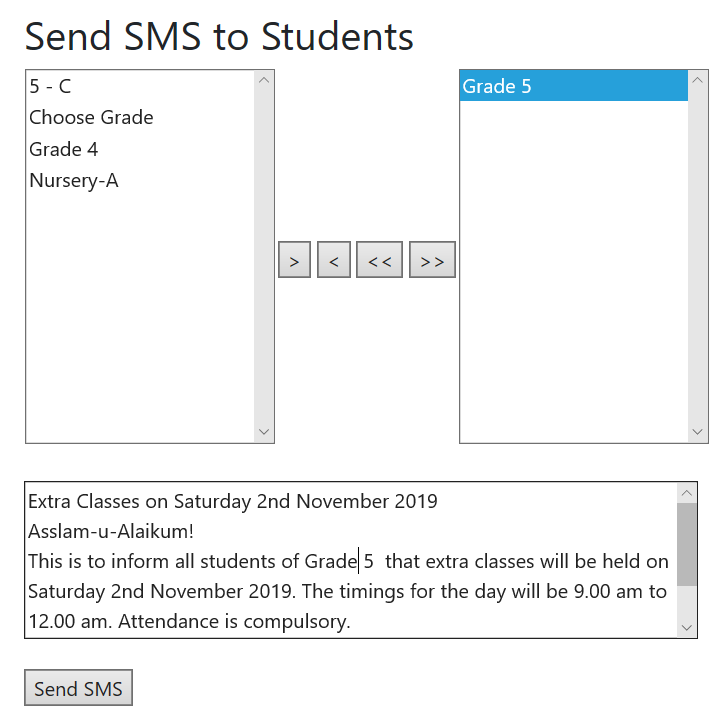 Send SMS to Students
5 - C
Choose Grade
Grade 4
Nursery-A
>
<
<<
>>
Grade 5
Extra Classes on Saturday 2nd November 2019
Asslam-u-Alaikum!
This is to inform all students of Grade 5  that extra classes will be held on
Saturday 2nd November 2019. The timings for the day will be 9.00 am to
12.00 am. Attendance is compulsory.
Send SMS